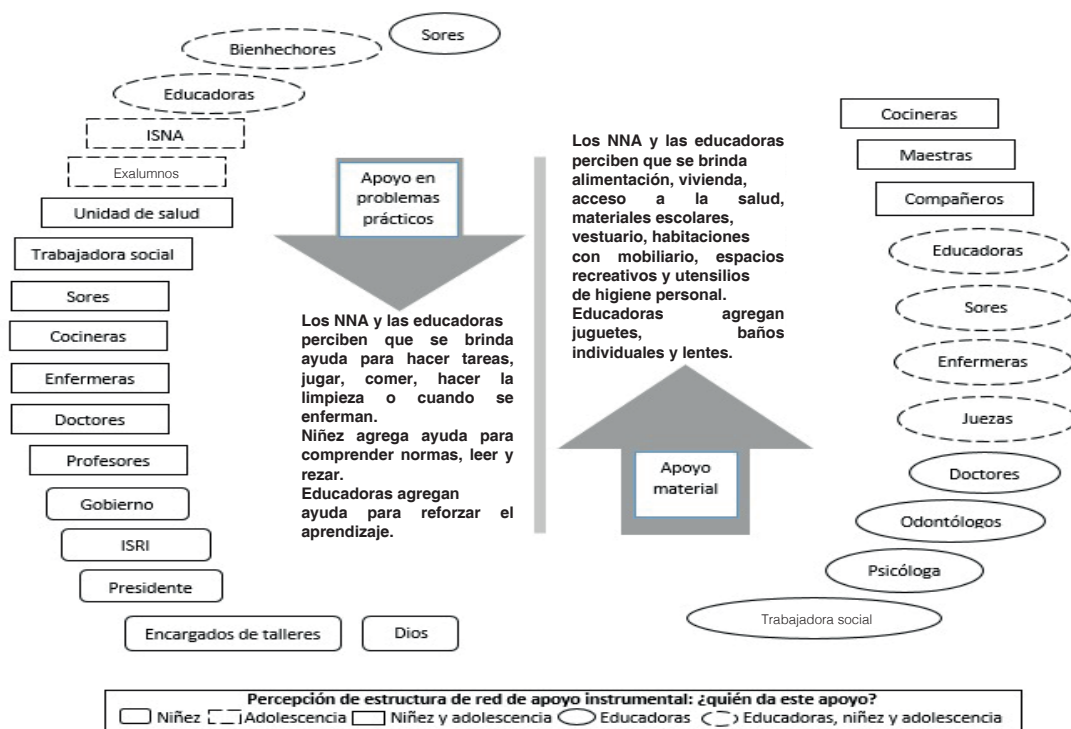 Sores
Bienhechores
Educadoras
ISNA
Exalumnos
Unidad de salud
Trabajadora social
Sores
Cocineras
Enfermeras
Doctores
Profesores
Gobierno
ISRI
Presidente
Encargados de talleres
Dios
Apoyo en
problemas
prácticos
Los NNA y las educadoras
perciben que se brinda
ayuda para hacer tareas,
jugar, comer, hacer la
limpieza o cuando se
enferman.
Niñez agrega ayuda para
comprender normas, leer y
rezar.
Educadoras agregan
ayuda para reforzar el
aprendizaje.
Los NNA y las educadoras
perciben que se brinda
alimentación, vivienda,
acceso a la salud,
materiales escolares,
vestuario, habitaciones
con mobiliario, espacios
recreativos y utensilios
de higiene personal.
Educadoras agregan
juguetes, baños
individuales y lentes.
Apoyo
material
Cocineras
Maestras
Compañeros
Educadoras
Sores
Enfermeras
Juezas
Doctores
Odontólogos
Psicóloga
Trabajadora social
Percepción de estructura de red de apoyo instrumental: ¿quién da este apoyo?
Niñez Adolescencia Niñez y adolescencia Educadoras Educadoras, niñez y adolescencia